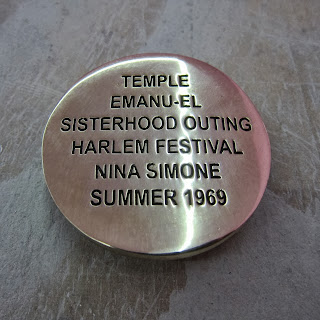 TEMPLE
EMANU-EL
SISTERHOOD OUTING
HARLEM FESTIVAL
NINA SIMONE
SUMMER 1969